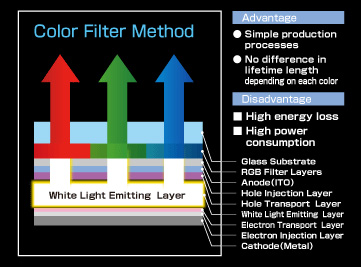 Color Filter Method
White Light Emitting Layer
Advantage
Simple production
processes
No difference in
lifetime length
depending on each color
Disadvantage
High energy loss
High power
consumption
Glass Substrate
RGB Filter Layers
Anode(ITO)
Hole Injection Layer
Hole Transport Layer
White Light Emitting Layer
Electron Transport Layer
Electron Injection Layer
Cathode(Metal)